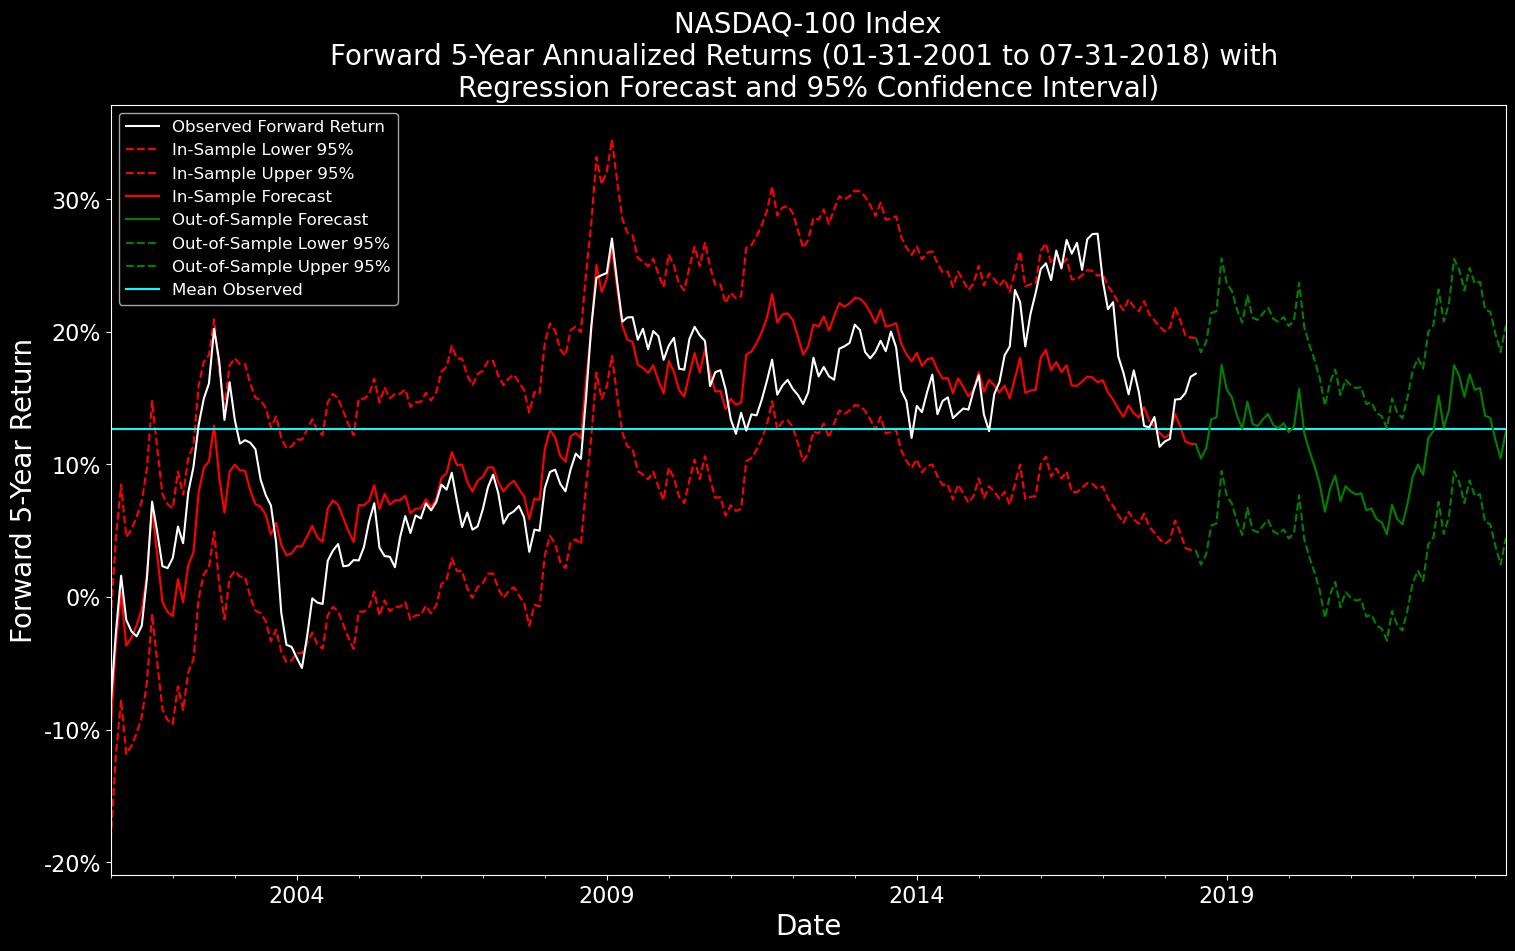 NASDAQ-100 Index
Forward 5-Year Annualized Returns (01-31-2001 to 07-31-2018) with
Regression Forecast and 95% Confidence Interval)
Observed Forward Return
In-Sample Lower 95%
In-Sample Upper 95%
In-Sample Forecast
Out-of-Sample Forecast
Out-of-Sample Lower 95%
Out-of-Sample Upper 95%
Mean Observed
Forward 5-Year Return
30%
20%
10%
0%
-10%
-20%
2004
2009
2014
2019
Date